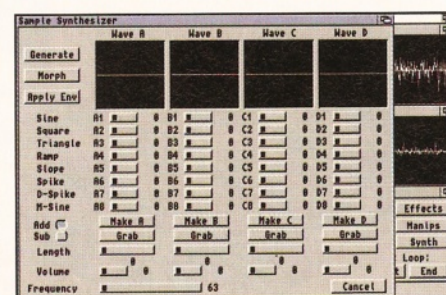 Sample Synthesizer
Wave A Wave B Wave C Wave D
Generate
Morph
Apply Env
Sine A1 0 B1 0 C1 0 D1 0
Square A2 0 B2 0 C2 0 D2 0
Triangle A3 0 B3 0 C3 0 D3 0
Ramp A4 0 B4 0 C4 0 D4 0
Slope A5 0 B5 0 C5 0 D5 0
Spike A6 0 B6 0 C6 0 D6 0
D-Spike A7 0 B7 0 C7 0 D7 0
M-Sine A8 0 B8 0 C8 0 D8 0
Effects
Add Make A Make B Make C Make D
Manlps
Sub Grab Grab Grab Grab
Synth
Length
Loop:
0 0 0 0
t End
Volume 0 0 0 0
Frequency 63 Cancel